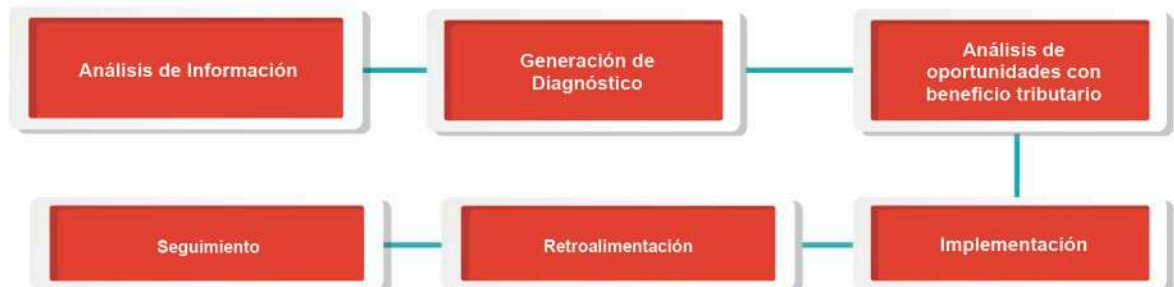 Análisis de Información
Generación de
Diagnóstico
Análisis de
oportunidades con
beneficio tributario
Implementación
Retroalimentación
Seguimiento